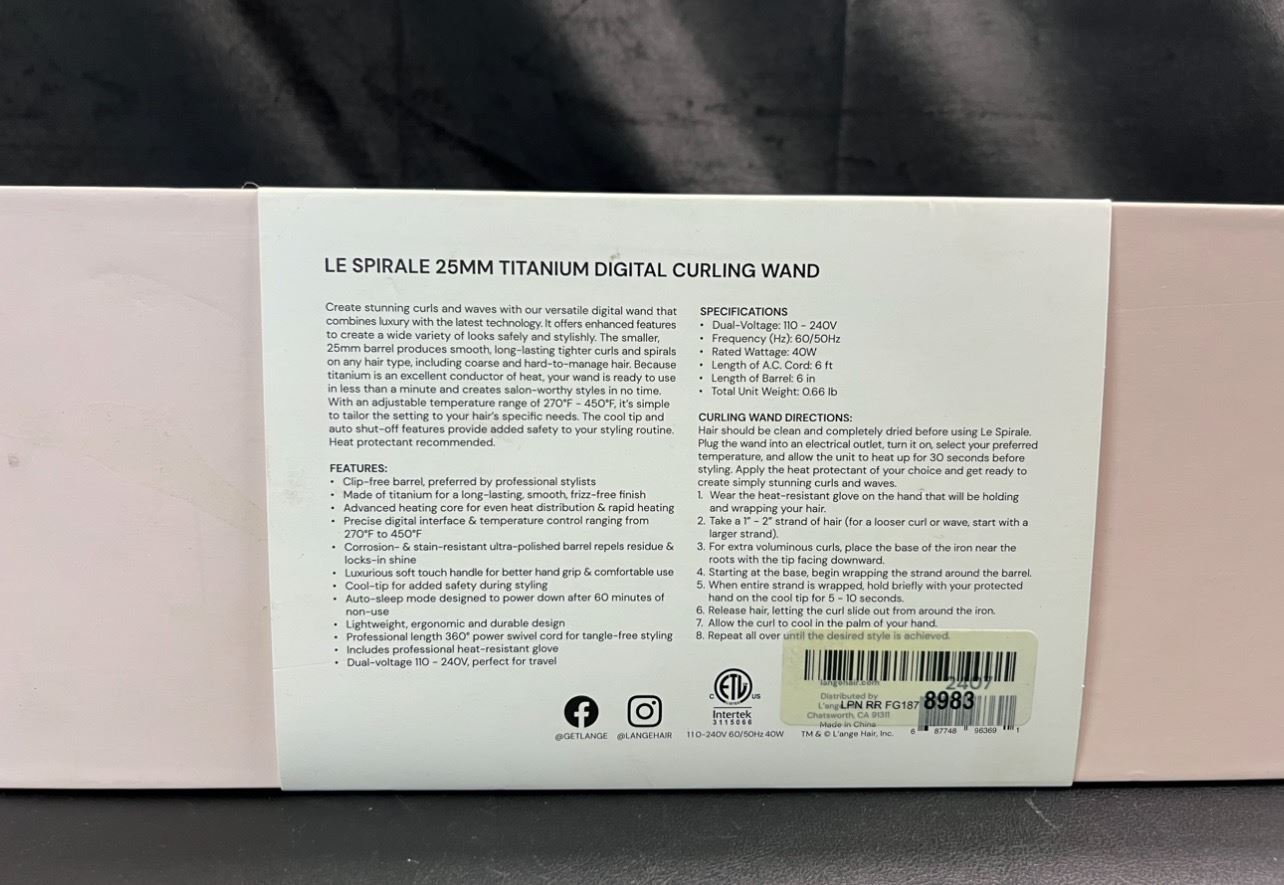 LE SPIRALE 25MM TITANIUM DIGITAL CURLING WAND
Create stunning curls and waves with our versatile digital wand that
combines luxury with the latest technology. It offers enhanced features
to create a wide variety of looks safely and stylishly. The smaller,
25mm barrel produces smooth, long-lasting tighter curls and spirals
on any hair type, including coarse and hard-to-manage hair. Because
titanium is an excellent conductor of heat, your wand is ready to use
in less than a minute and creates salon-worthy styles in no time.
With an adjustable temperature range of 270°F - 450°F, it's simple
to tailor the setting to your hair's specific needs. The cool tip and
auto shut-off features provide added safety to your styling routine.
Heat protectant recommended.
FEATURES:
• Clip-free barrel, preferred by professional stylists
• Made of titanium for a long-lasting, smooth, frizz-free finish
• Advanced heating core for even heat distribution & rapid heating
• Precise digital interface & temperature control ranging from
270°F to 450°F
• Corrosion- & stain-resistant ultra-polished barrel repels residue &
locks-in shine
• Luxurious soft touch handle for better hand grip & comfortable use
• Cool-tip for added safety during styling
• Auto-sleep mode designed to power down after 60 minutes of
non-use
• Lightweight, ergonomic and durable design
• Professional length 360° power swivel cord for tangle-free styling
• Includes professional heat-resistant glove
• Dual-voltage 110 - 240V, perfect for travel
SPECIFICATIONS
• Dual-Voltage: 110 - 240V
• Frequency (Hz): 60/50Hz
• Rated Wattage: 40W
• Length of A.C. Cord: 6 ft
• Length of Barrel: 6 in
• Total Unit Weight: 0.66 lb
CURLING WAND DIRECTIONS:
Hair should be clean and completely dried before using Le Spirale.
Plug the wand into an electrical outlet, turn it on, select your preferred
temperature, and allow the unit to heat up for 30 seconds before
styling. Apply the heat protectant of your choice and get ready to
create simply stunning curls and waves.
1. Wear the heat-resistant glove on the hand that will be holding
and wrapping your hair.
2. Take a 1" - 2" strand of hair (for a looser curl or wave, start with a
larger strand).
3. For extra voluminous curls, place the base of the iron near the
roots with the tip facing downward.
4. Starting at the base, begin wrapping the strand around the barrel.
5. When entire strand is wrapped, hold briefly with your protected
hand on the cool tip for 5 - 10 seconds.
6. Release hair, letting the curl slide out from around the iron.
7. Allow the curl to cool in the palm of your hand.
8. Repeat all over until the desired style is achieved.
@GETLANGE @LANGEHAIR
C ETL US
Intertek
3115066
110-240V 60/50Hz 40W
langehair.com
2407
Distributed by
LPN RR FG187 8983
Chatsworth, CA 91311
Made in China
TM & © L'ange Hair, Inc.
6 87748 96369 1